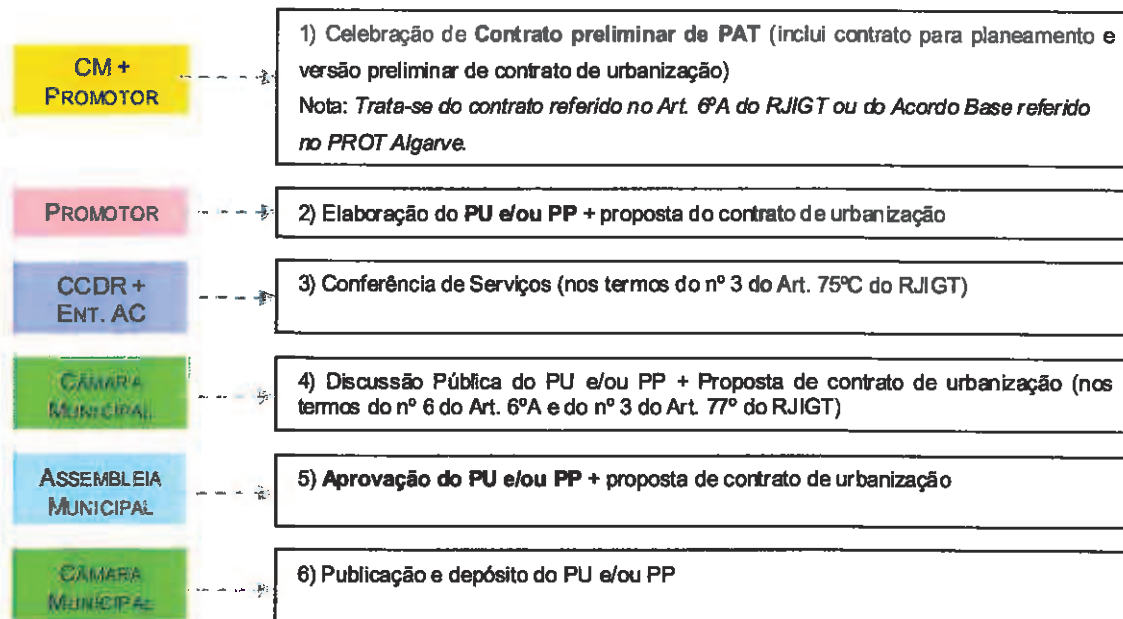 CM +
PROMOTOR
1) Celebração de Contrato preliminar de PAT (inclui contrato para planeamento e
versão preliminar de contrato de urbanização)
Nota: Trata-se do contrato referido no Art. 6ºA do RJIGT ou do Acordo Base referido
no PROT Algarve.
PROMOTOR
2) Elaboração do PU e/ou PP + proposta do contrato de urbanização
CCDR +
ENT. AC
3) Conferência de Serviços (nos termos do nº 3 do Art. 75ºC do RJIGT)
CÂMARA
MUNICIPAL
4) Discussão Pública do PU e/ou PP + Proposta de contrato de urbanização (nos
termos do nº 6 do Art. 6ºA e do nº 3 do Art. 77º do RJIGT)
ASSEMBLEIA
MUNICIPAL
5) Aprovação do PU e/ou PP + proposta de contrato de urbanização
CÂMARA
MUNICIPAL
6) Publicação e depósito do PU e/ou PP